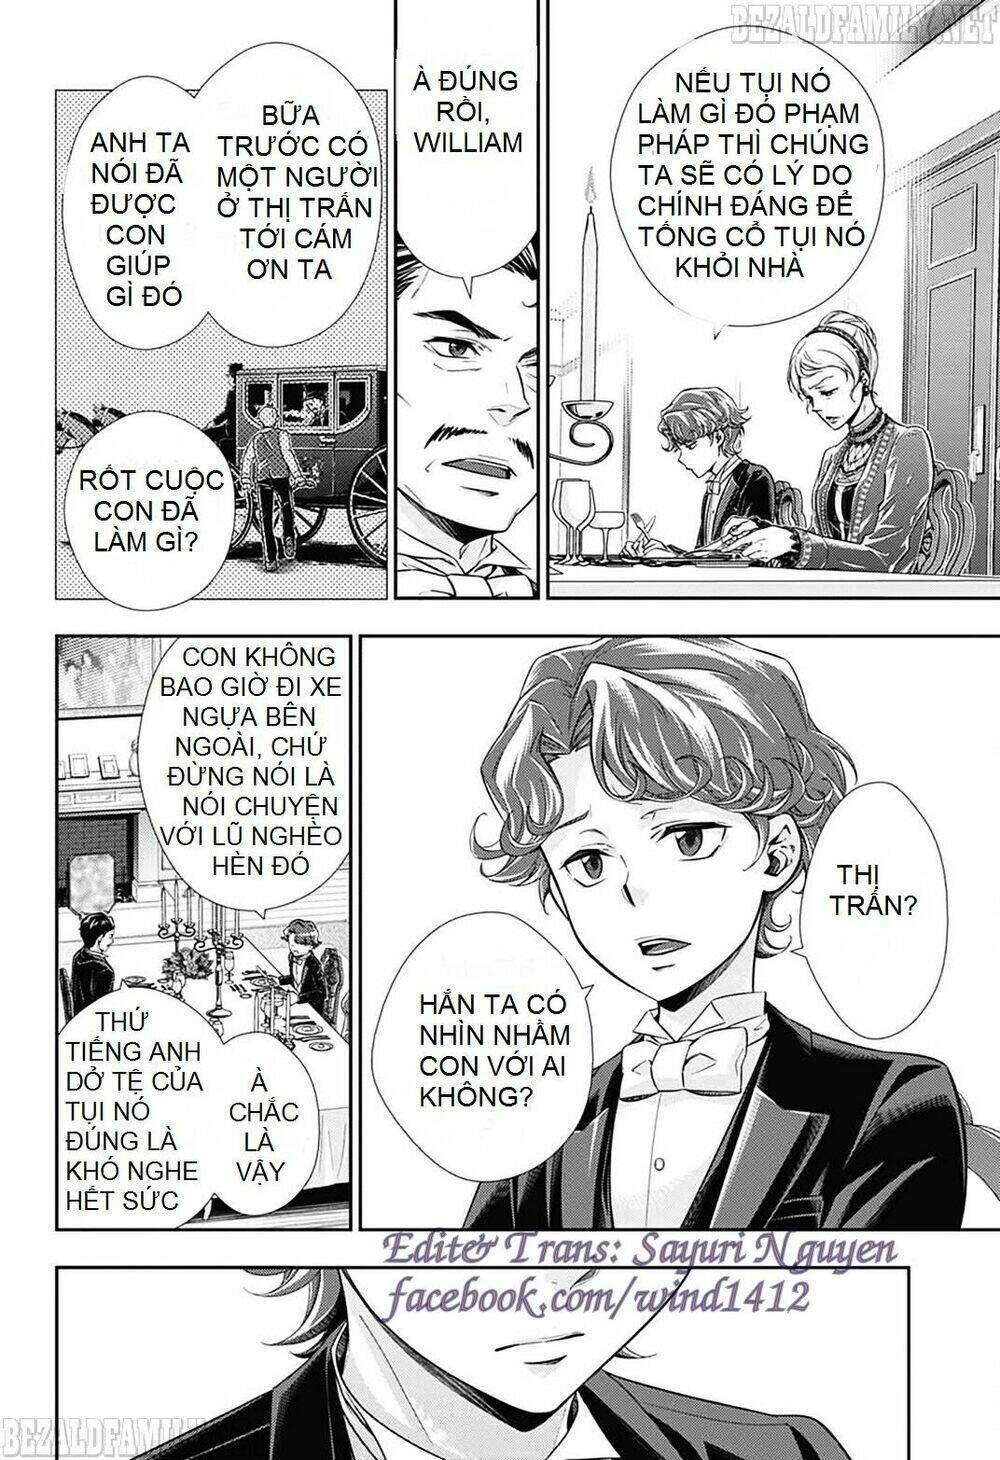 BEZALDFAMILY.NET
NẾU TỤI NÓ
LÀM GÌ ĐÓ PHẠM
PHÁP THÌ CHÚNG
TA SẼ CÓ LÝ DO
CHÍNH ĐÁNG ĐỂ
TỐNG CỔ TỤI NÓ
KHỎI NHÀ
À ĐÚNG
RỒI,
WILLIAM
BỮA
TRƯỚC CÓ
MỘT NGƯỜI
Ở THỊ TRẤN
TỚI CÁM
ƠN TA
ANH TA
NÓI ĐÃ
ĐƯỢC
CON
GIÚP
GÌ ĐÓ
RỐT CUỘC
CON ĐÃ
LÀM GÌ?
THỊ
TRẤN?
HẮN TA CÓ
NHÌN NHẦM
CON VỚI AI
KHÔNG?
CON KHÔNG
BAO GIỜ ĐI XE
NGỰA BÊN
NGOÀI, CHỨ
ĐỪNG NÓI LÀ
NÓI CHUYỆN
VỚI LŨ NGHÈO
HÈN ĐÓ
À
CHẮC
LÀ
VẬY
THỨ
TIẾNG ANH
DỞ TỆ CỦA
TỤI NÓ
ĐÚNG LÀ
KHÓ NGHE
HẾT SỨC
Edit& Trans: Sayuri Nguyen
facebook.com/wind1412
BEZALDFAMILY.NET